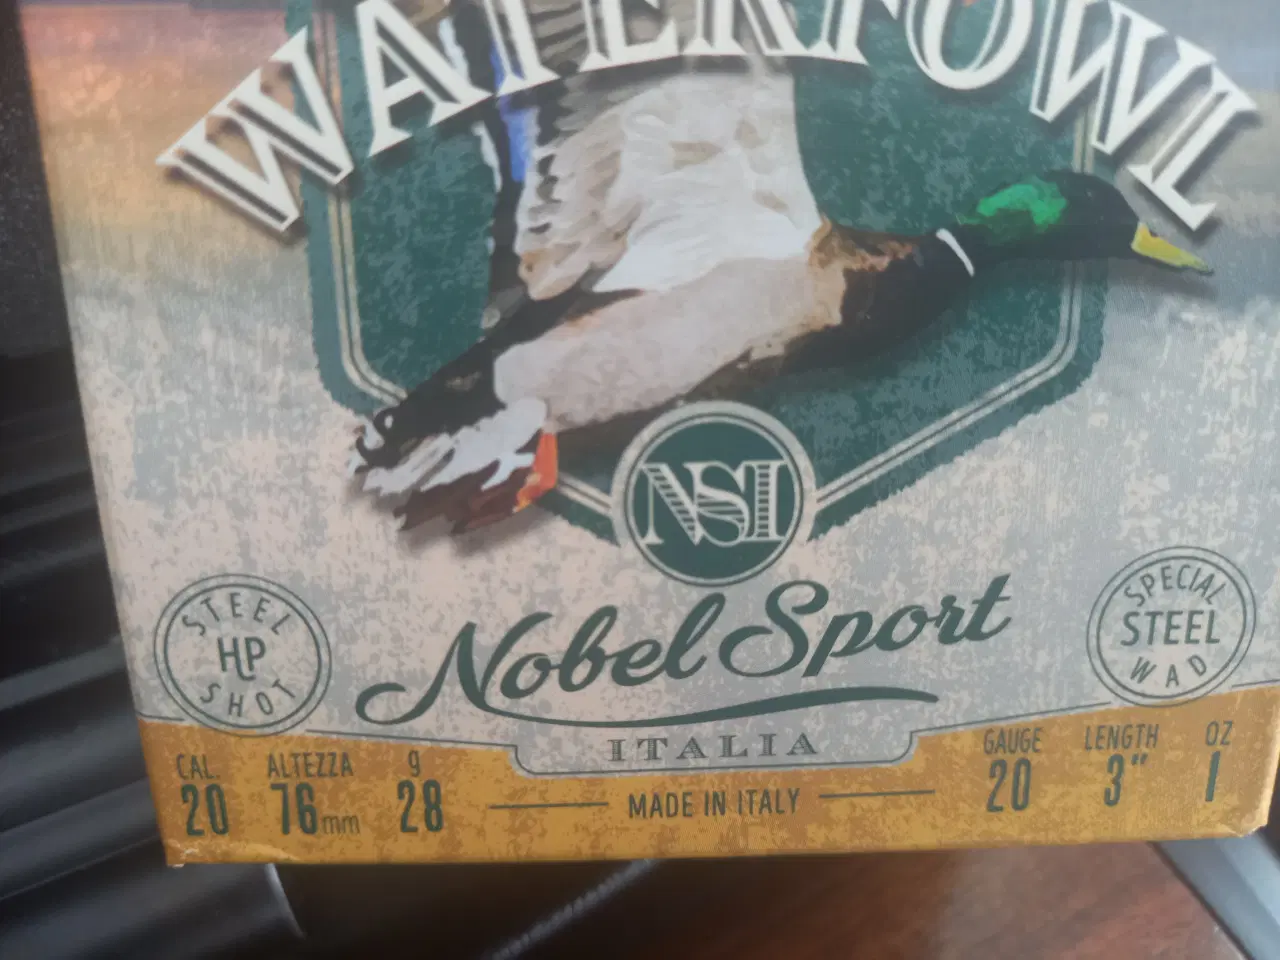 WATERFOWL
NSI
STEEL
HP
SHOT
Nobel Sport
ITALIA
SPECIAL
STEEL
WAD
CAL.
20
ALTEZZA
76mm
g
28
MADE IN ITALY
GAUGE
20
LENGTH
3"
OZ
1